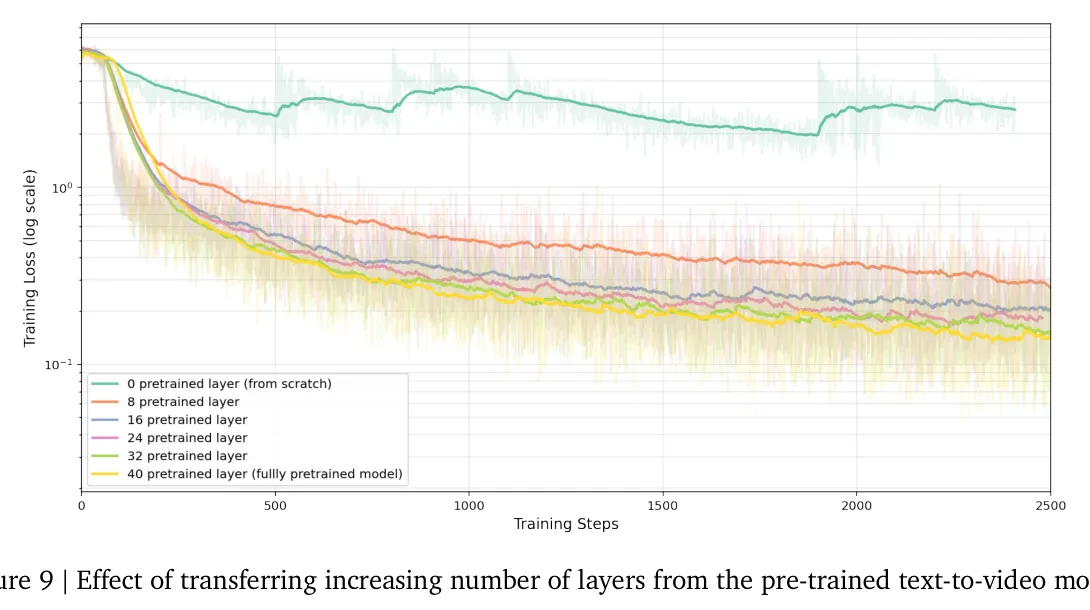 Training Loss (log scale)
10⁰
10⁻¹
0 pretrained layer (from scratch)
8 pretrained layer
16 pretrained layer
24 pretrained layer
32 pretrained layer
40 pretrained layer (fullly pretrained model)
0 500 1000 1500 2000 2500
Training Steps
ure 9 | Effect of transferring increasing number of layers from the pre-trained text-to-video mo